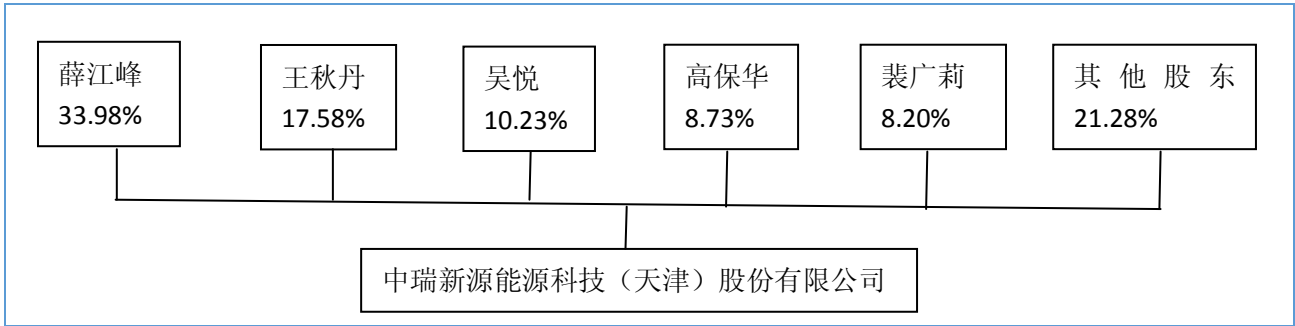 薛江峰
33.98%
王秋丹
17.58%
吴悦
10.23%
高保华
8.73%
裴广莉
8.20%
其他股东
21.28%
中瑞新源能源科技（天津）股份有限公司